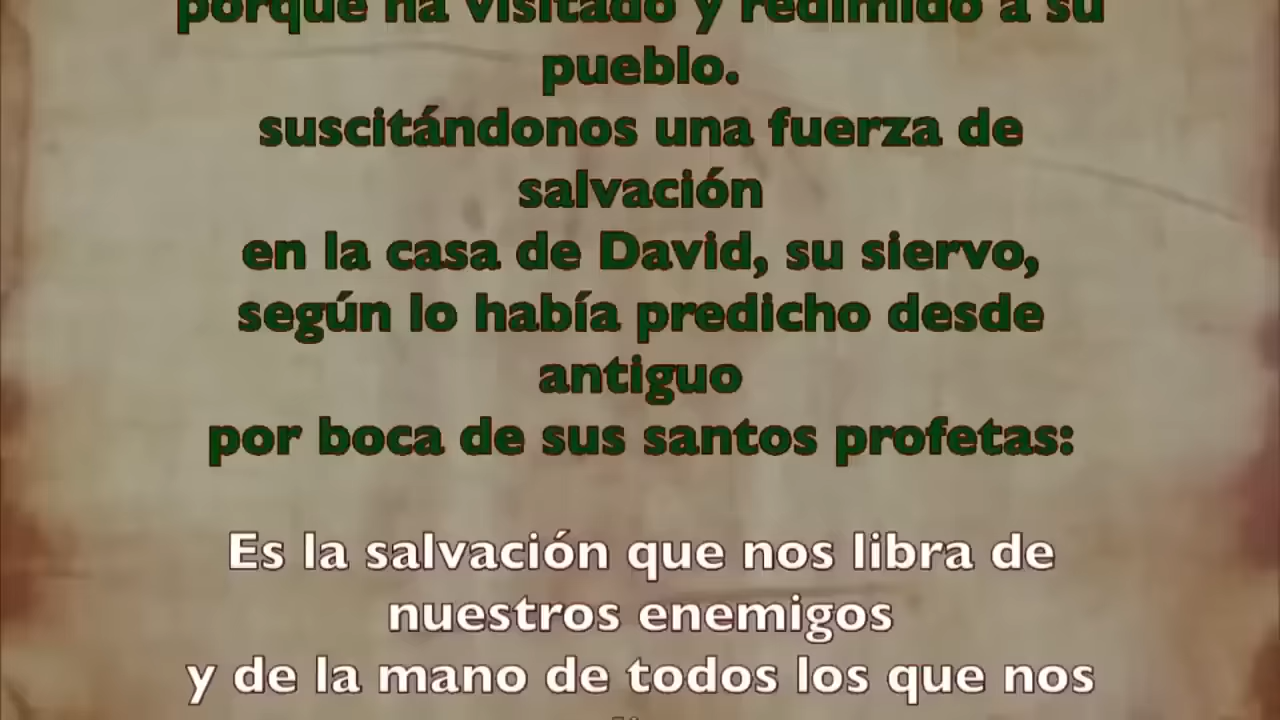 porque ha visitado y redimido a su
pueblo.
suscitándonos una fuerza de
salvación
en la casa de David, su siervo,
según lo había predicho desde
antiguo
por boca de sus santos profetas:
Es la salvación que nos libra de
nuestros enemigos
y de la mano de todos los que nos